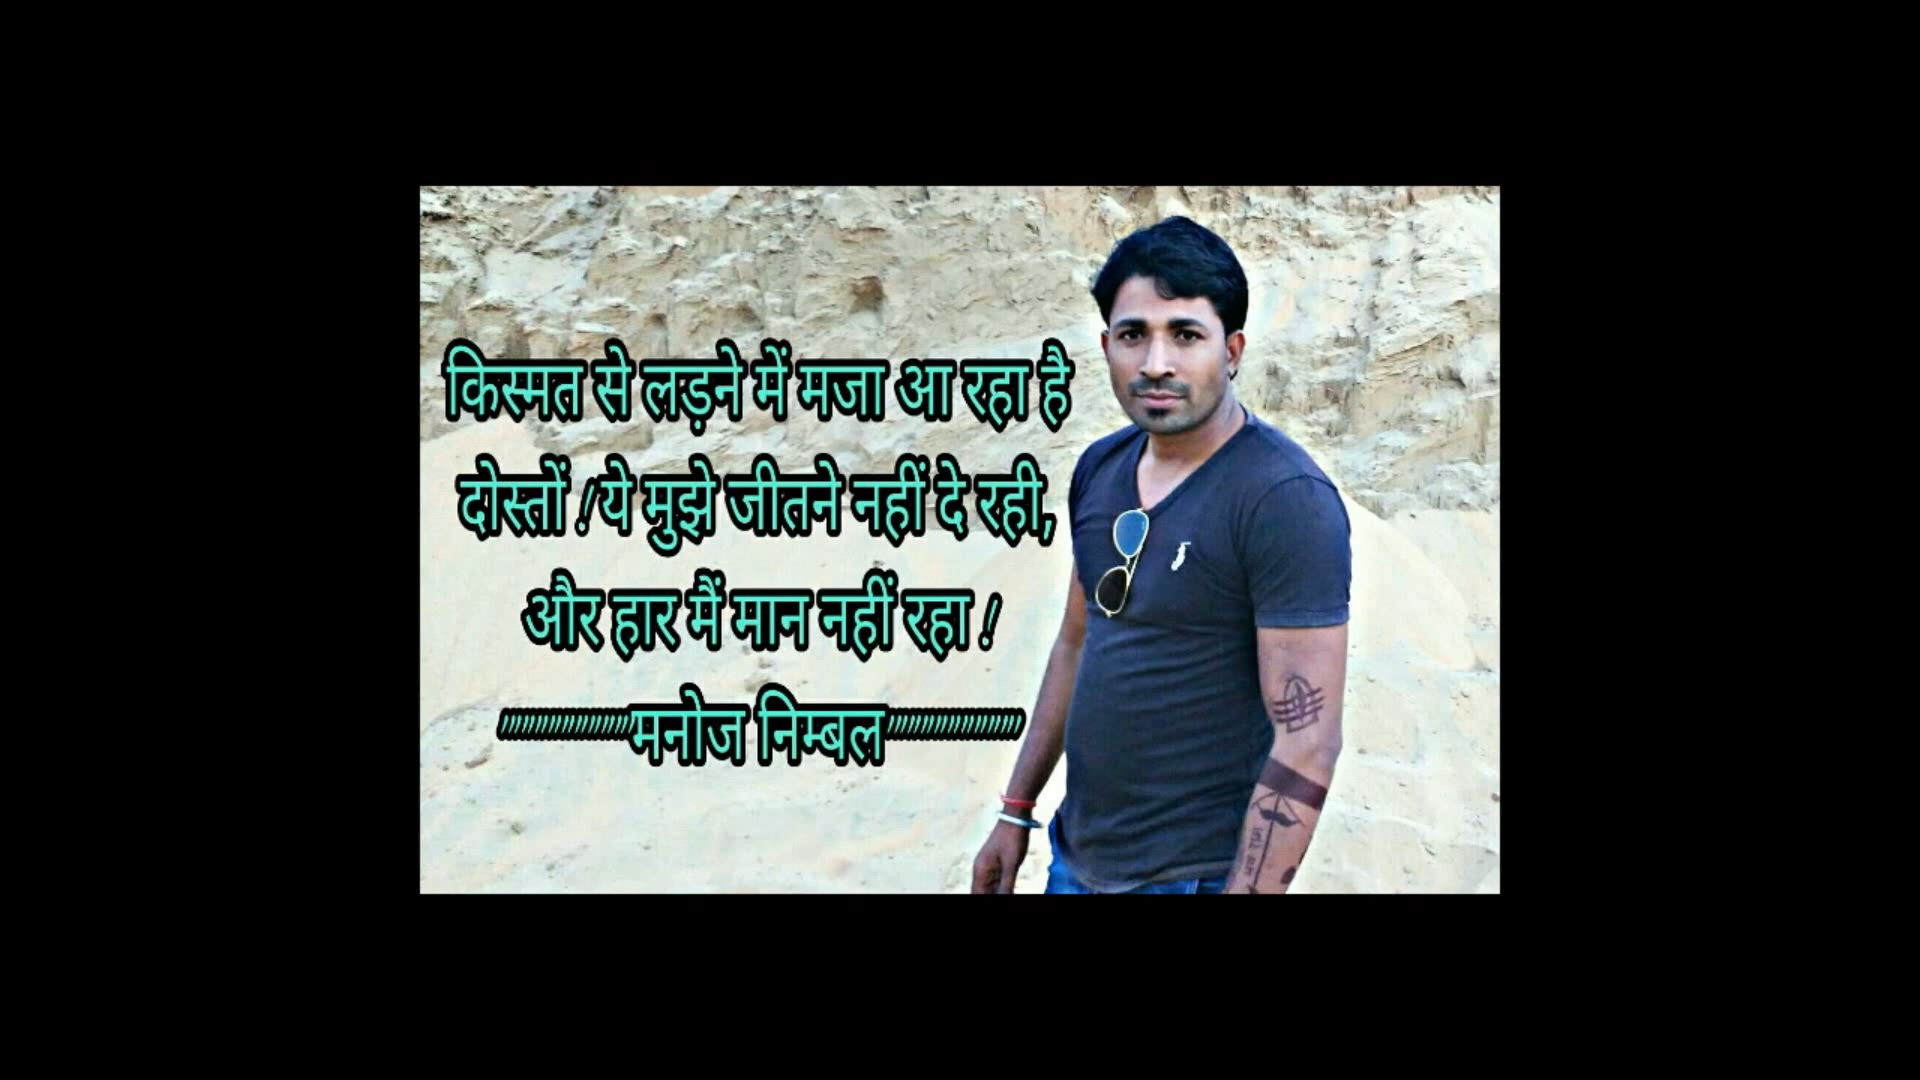 किस्मत से लड़ने में मजा आ रहा है
दोस्तों ! ये मुझे जीतने नहीं दे रही,
और हार मैं मान नहीं रहा !
""""""""""मनोज निम्बल""""""""""